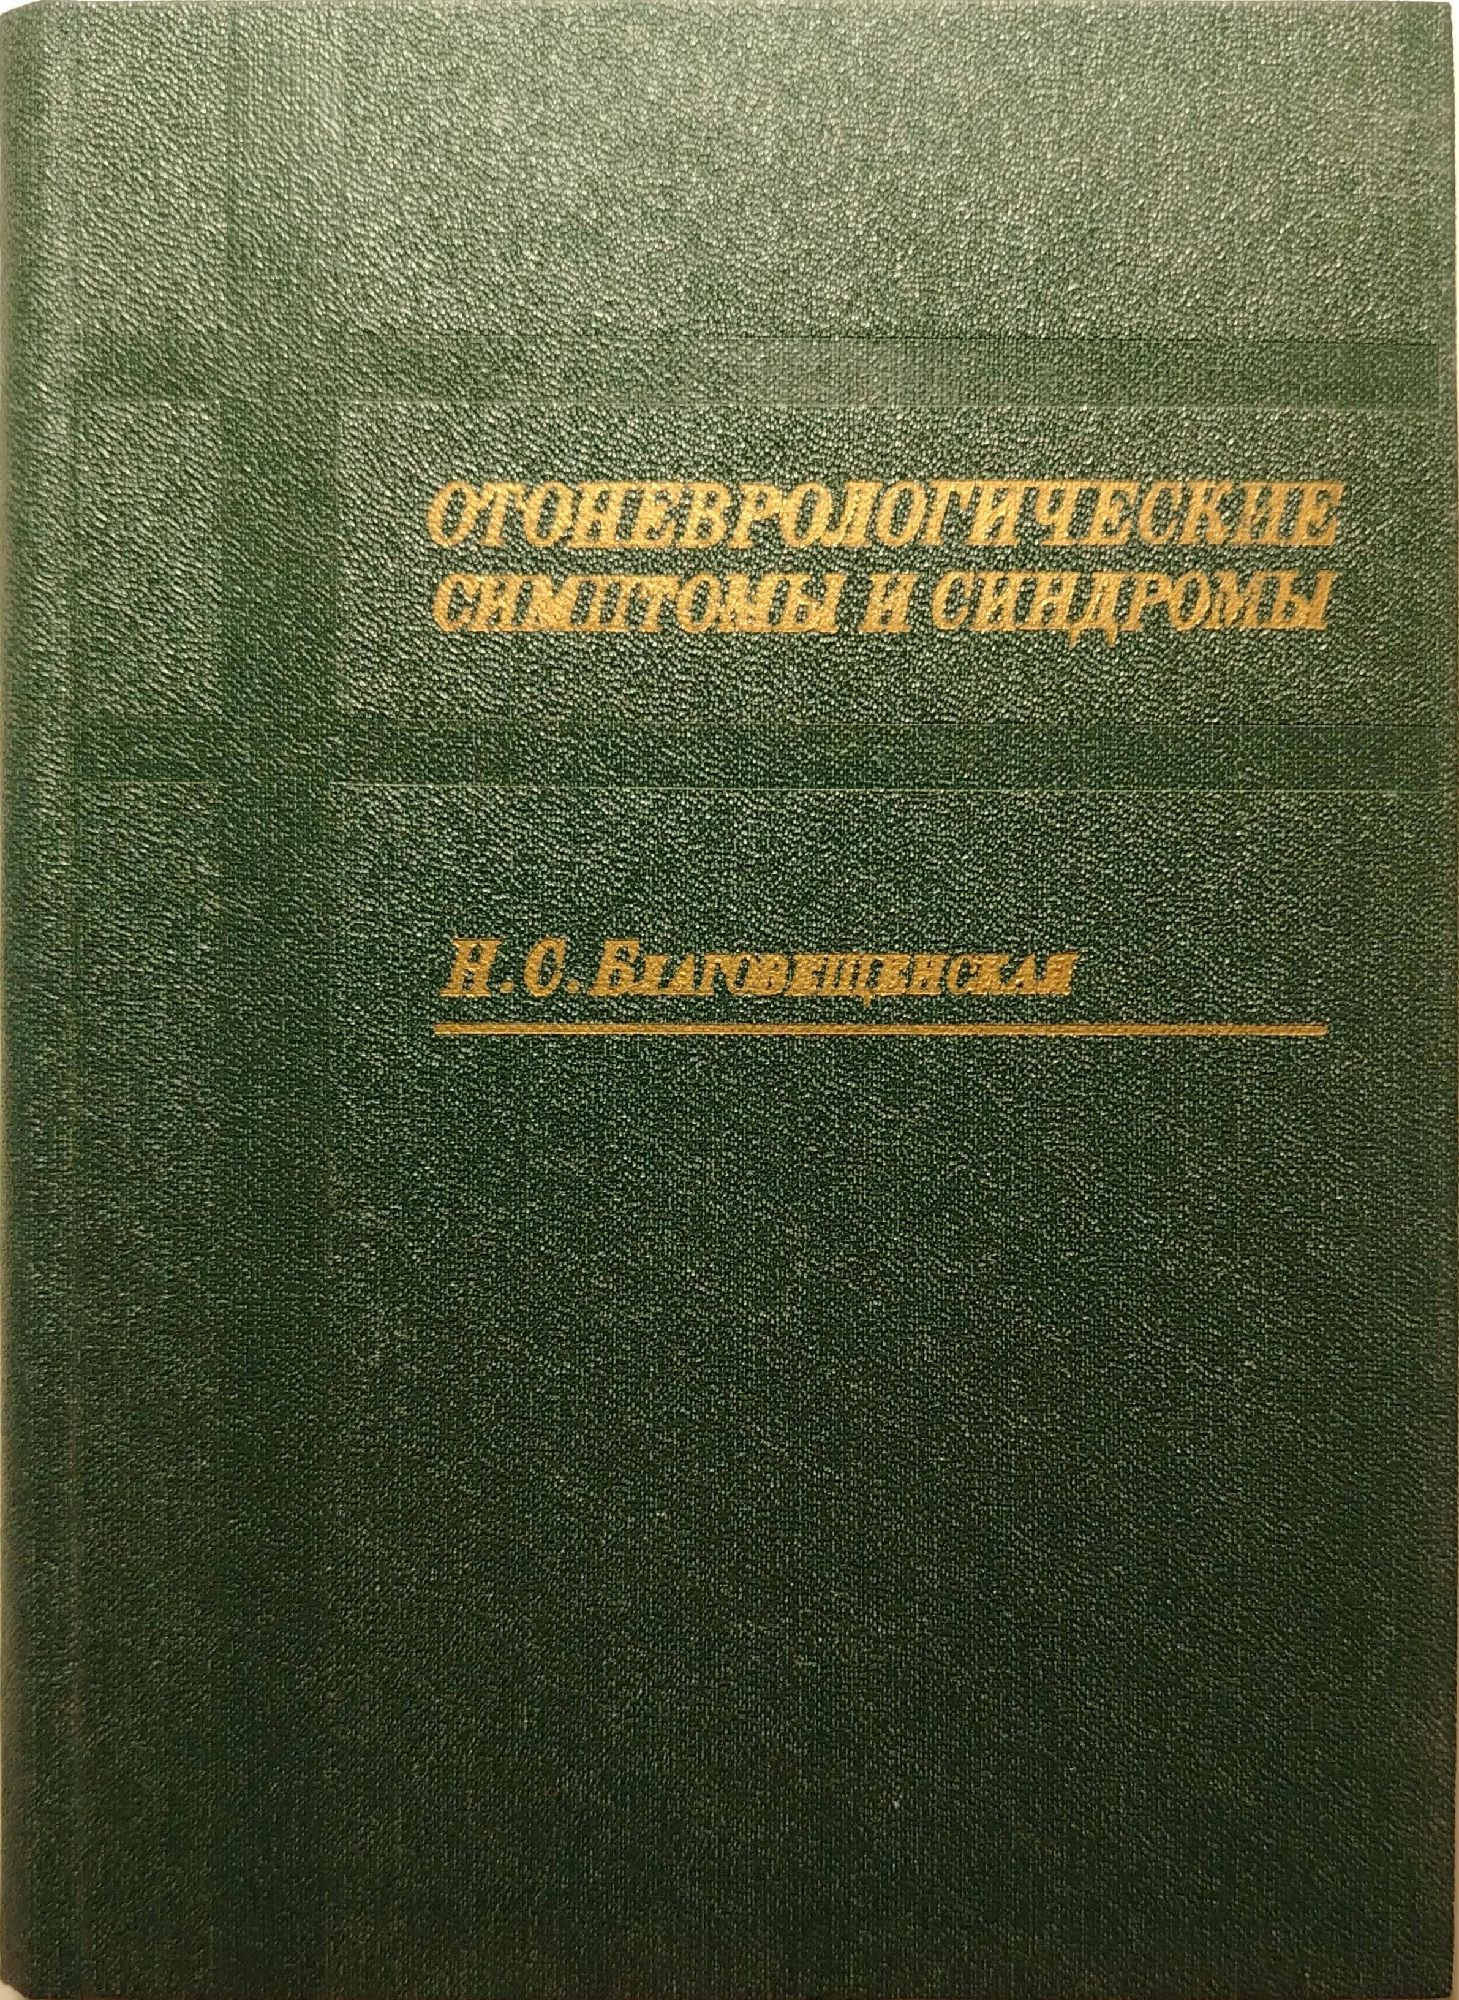 ОТОНЕВРОЛОГИЧЕСКИЕ
СИМПТОМЫ И СИНДРОМЫ
Н. С. БЛАГОВЕЩЕНСКАЯ